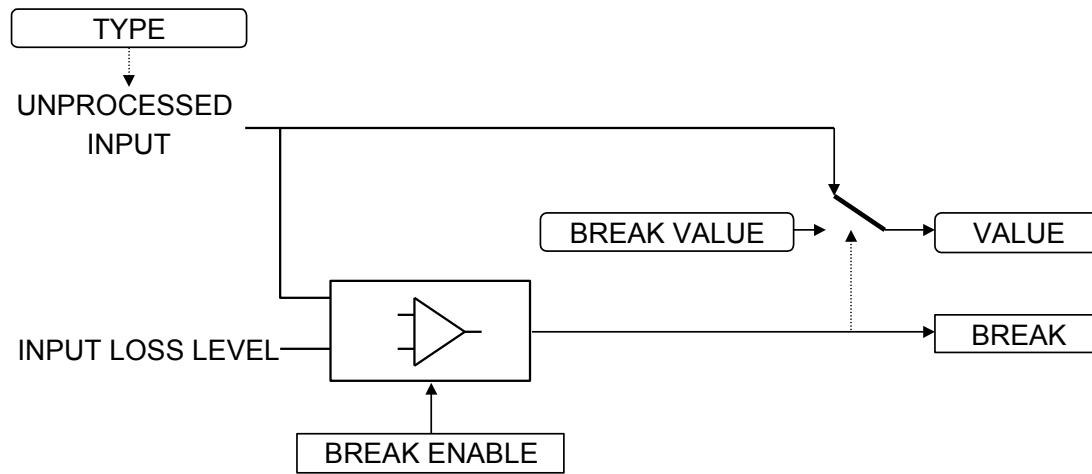 TYPE
UNPROCESSED
INPUT
BREAK VALUE
VALUE
INPUT LOSS LEVEL
BREAK
BREAK ENABLE